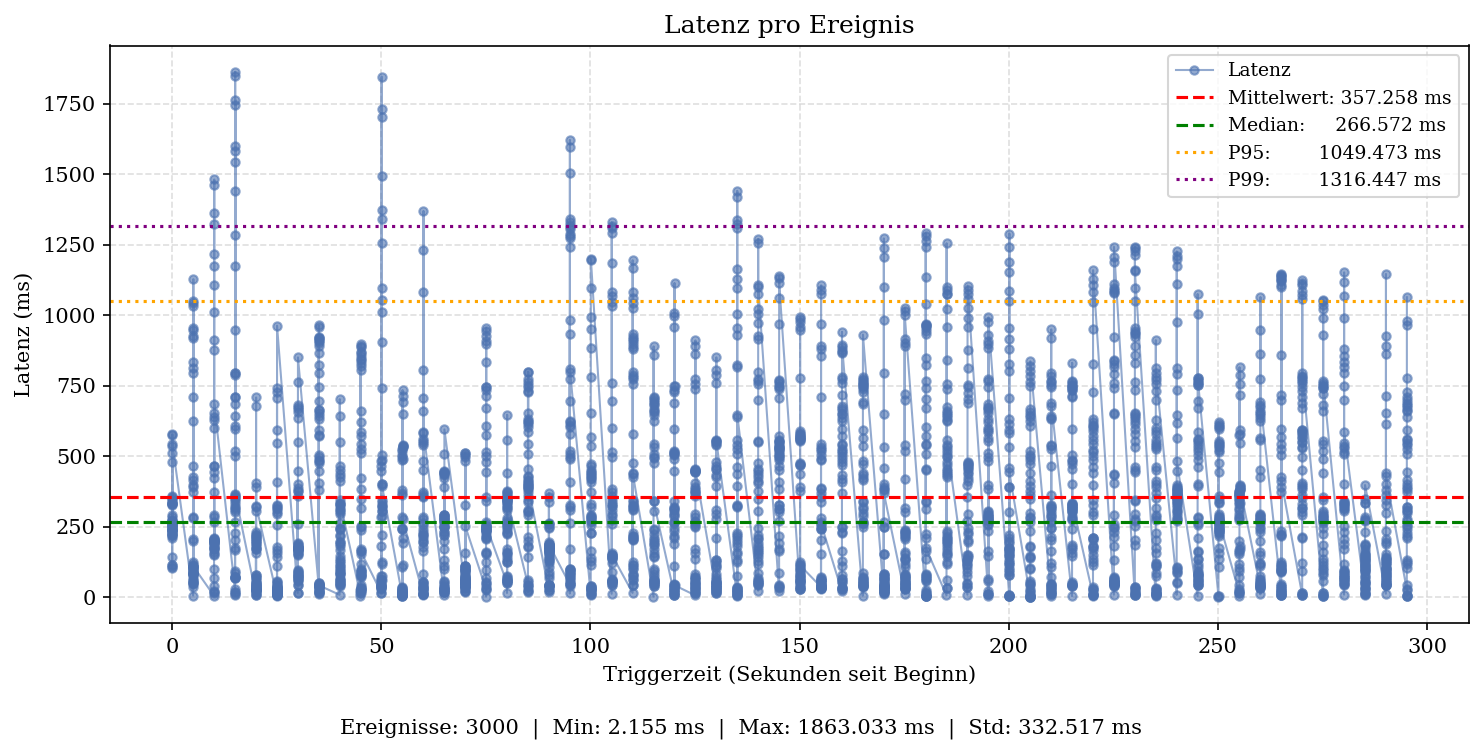 Latenz pro Ereignis
Latenz (ms)
1750
1500
1250
1000
750
500
250
0
Latenz
Mittelwert: 357.258 ms
Median: 266.572 ms
P95: 1049.473 ms
P99: 1316.447 ms
0 50 100 150 200 250 300
Triggerzeit (Sekunden seit Beginn)
Ereignisse: 3000 | Min: 2.155 ms | Max: 1863.033 ms | Std: 332.517 ms